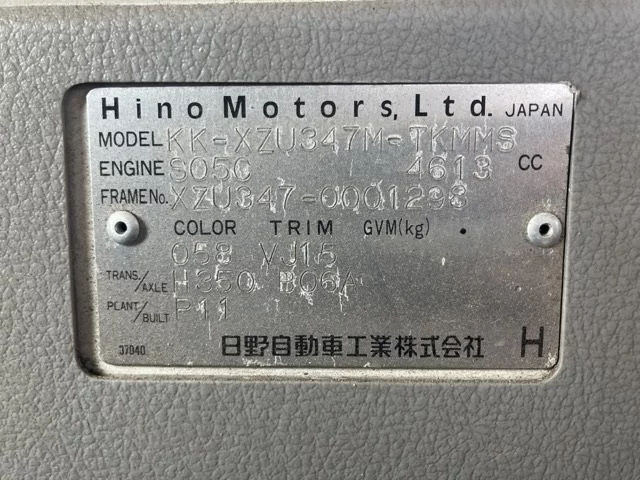 Hino Motors, Ltd. JAPAN
MODEL KK-XZU347M-TKMMS
ENGINE S05C 4613 CC
FRAME No. XZU347-0001293
COLOR TRIM GVM(kg)
058 VJ15
TRANS./AXLE H350 B06A
PLANT/BUILT P11
37940 日野自動車工業株式会社 H